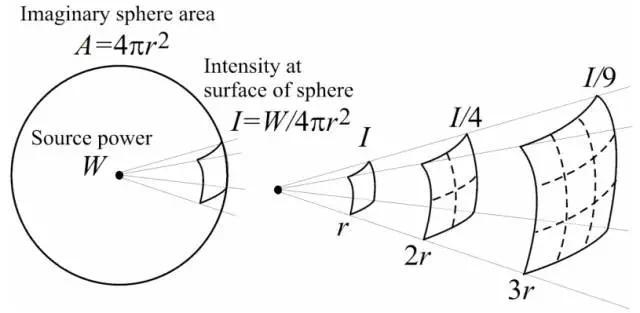 Imaginary sphere area
A=4πr²
Intensity at
surface of sphere
I=W/4πr²
Source power
W
I
I/4
I/9
r
2r
3r